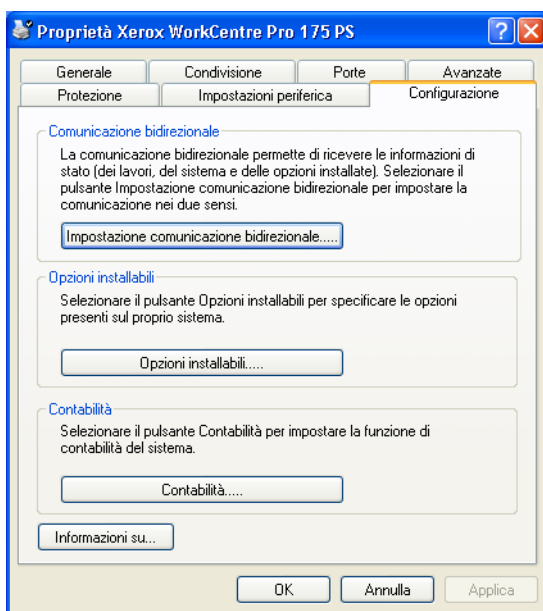 Proprietà Xerox WorkCentre Pro 175 PS
Generale Condivisione Porte Avanzate
Protezione Impostazioni periferica Configurazione
Comunicazione bidirezionale
La comunicazione bidirezionale permette di ricevere le informazioni di
stato (dei lavori, del sistema e delle opzioni installate). Selezionare il
pulsante Impostazione comunicazione bidirezionale per impostare la
comunicazione nei due sensi.
Impostazione comunicazione bidirezionale.....
Opzioni installabili
Selezionare il pulsante Opzioni installabili per specificare le opzioni
presenti sul proprio sistema.
Opzioni installabili.....
Contabilità
Selezionare il pulsante Contabilità per impostare la funzione di
contabilità del sistema.
Contabilità.....
Informazioni su...
OK Annulla Applica